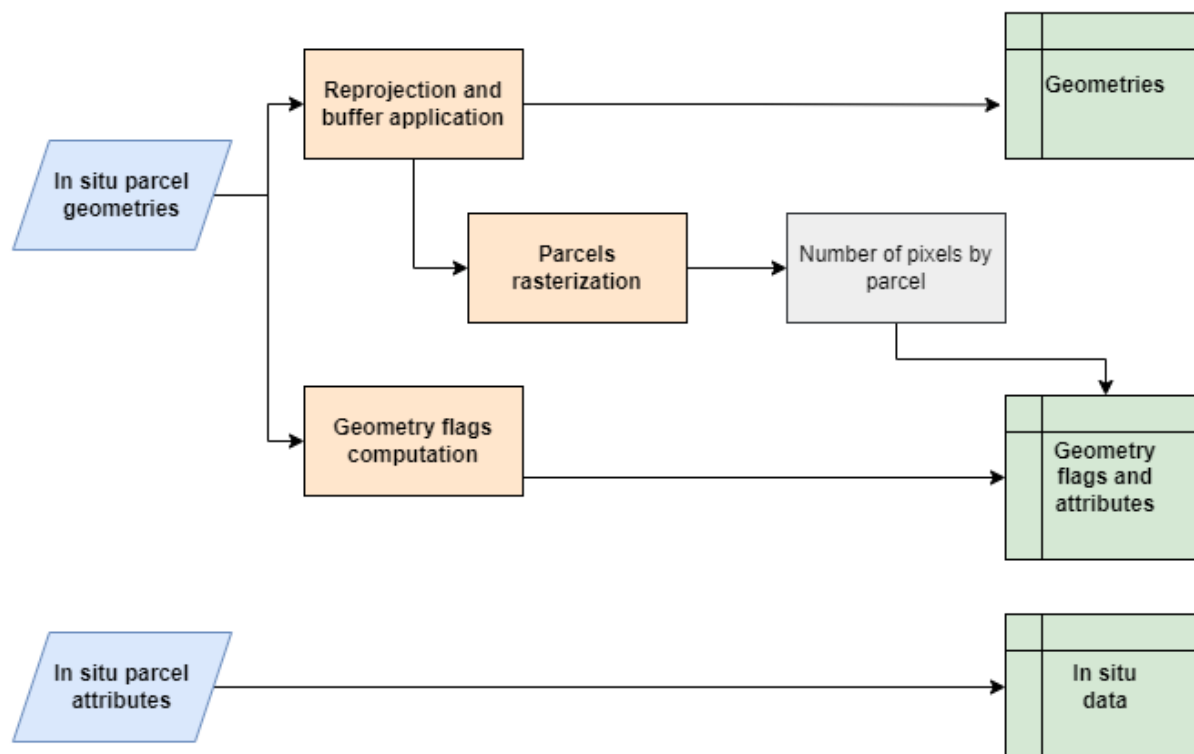 Reprojection and
buffer application
Geometries
In situ parcel
geometries
Parcels
rasterization
Number of pixels by
parcel
Geometry flags
computation
Geometry
flags and
attributes
In situ parcel
attributes
In situ
data